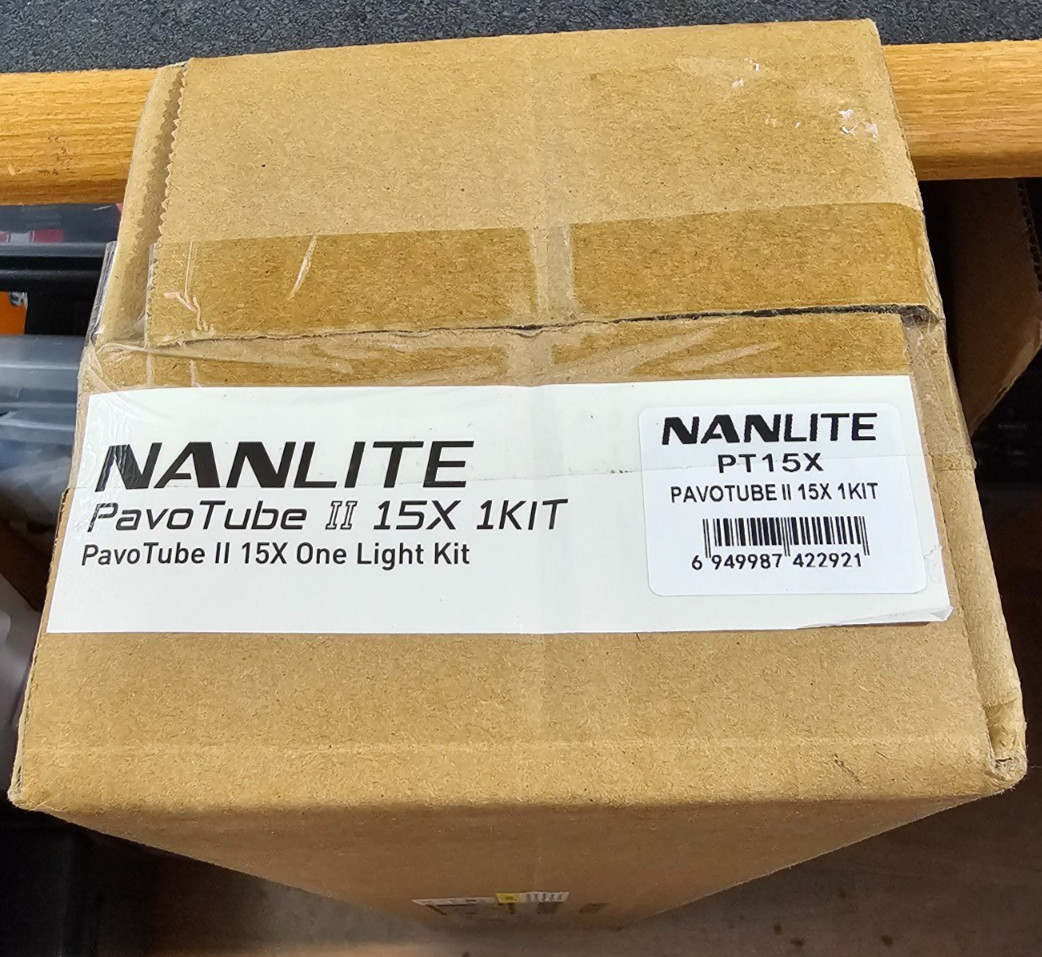 NANLITE
PavoTube II 15X 1KIT
PavoTube II 15X One Light Kit
NANLITE
PT15X
PAVOTUBE II 15X 1KIT
6 949987 422921